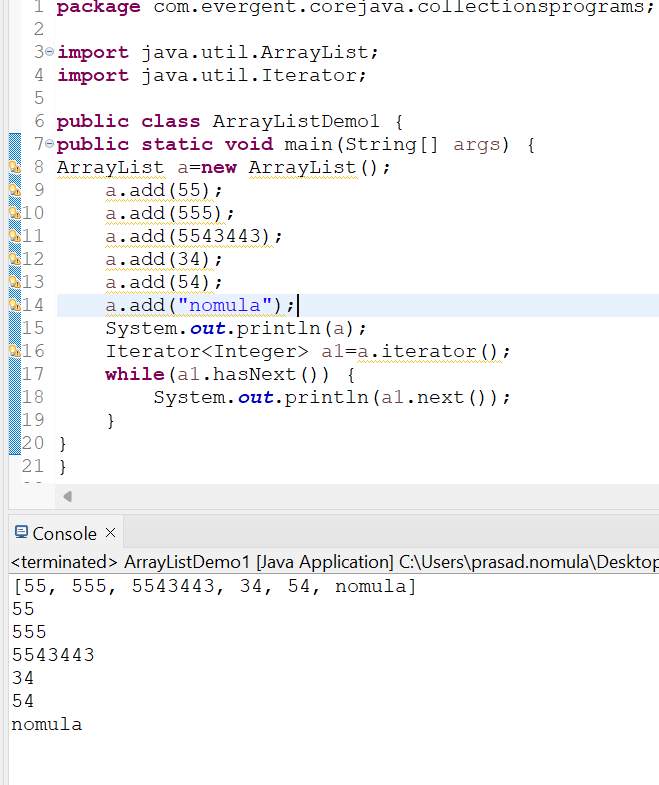 1 package com.evergent.corejava.collectionsprograms;
2
3 import java.util.ArrayList;
4 import java.util.Iterator;
5
6 public class ArrayListDemo1 {
7 public static void main(String[] args) {
8 ArrayList a=new ArrayList();
9 a.add(55);
10 a.add(555);
11 a.add(5543443);
12 a.add(34);
13 a.add(54);
14 a.add("nomula");
15 System.out.println(a);
16 Iterator<Integer> a1=a.iterator();
17 while(a1.hasNext()) {
18 System.out.println(a1.next());
19 }
20 }
21 }
Console
<terminated> ArrayListDemo1 [Java Application] C:\Users\prasad.nomula\Desktop
[55, 555, 5543443, 34, 54, nomula]
55
555
5543443
34
54
nomula